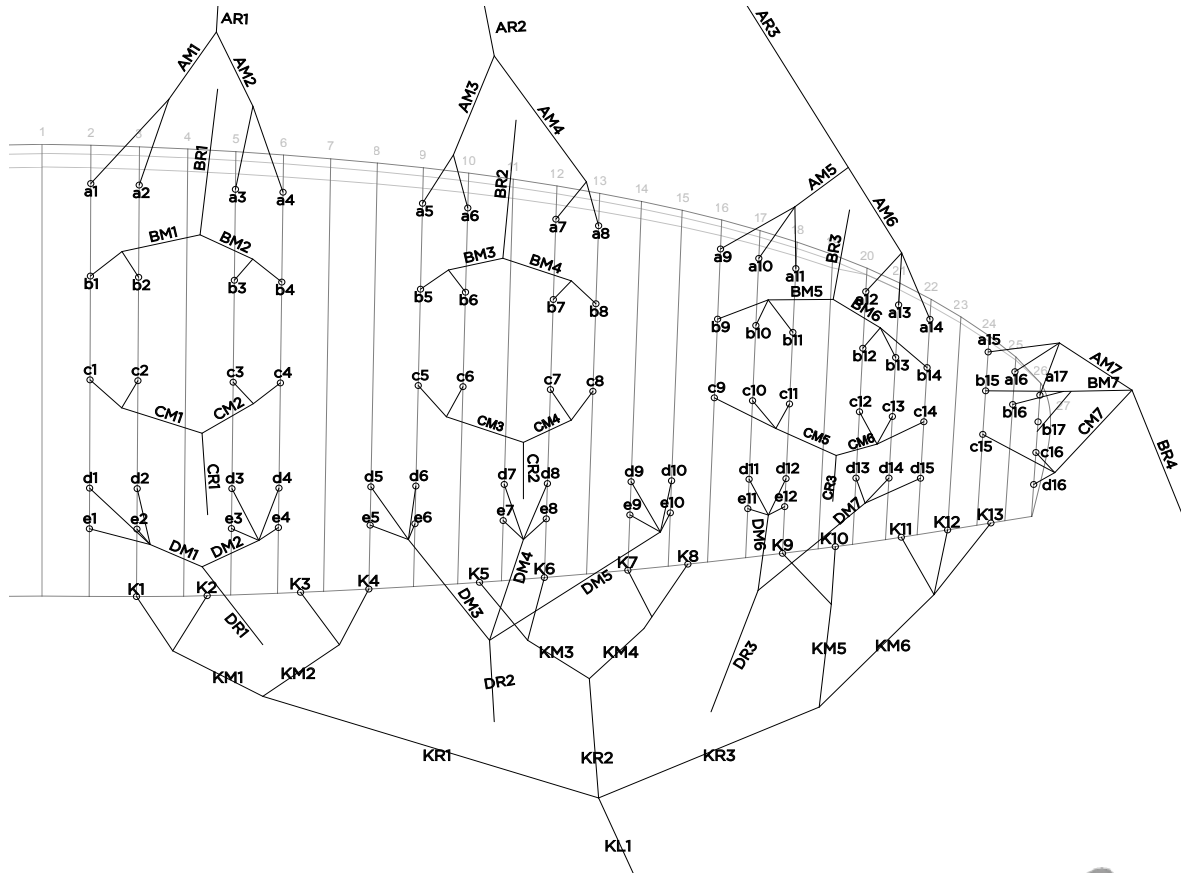 AR1
AR2
AR3
AM1
AM2
AM3
AM4
AM5
AM6
1 2 3 4 5 6 7 8 9 10 11 12 13 14 15 16 17 18 20 21 22 23 24 25 26 27
BR1
BR2
BR3
a1 a2 a3 a4 a5 a6 a7 a8 a9 a10 a11 a12 a13 a14 a15 a16 a17
AM7
BM1 BM2 BM3 BM4 BM5 BM6 BM7
b1 b2 b3 b4 b5 b6 b7 b8 b9 b10 b11 b12 b13 b14 b15 b16 b17
c1 c2 c3 c4 c5 c6 c7 c8 c9 c10 c11 c12 c13 c14 c15 c16
CM1 CM2 CM3 CM4 CM5 CM6 CM7
CR1 CR2 CR3
BR4
d1 d2 d3 d4 d5 d6 d7 d8 d9 d10 d11 d12 d13 d14 d15 d16
e1 e2 e3 e4 e5 e6 e7 e8 e9 e10 e11 e12
DM1 DM2 DM3 DM4 DM5 DM6 DM7
K1 K2 K3 K4 K5 K6 K7 K8 K9 K10 K11 K12 K13
DR1 DR2 DR3
KM1 KM2 KM3 KM4 KM5 KM6
KR1 KR2 KR3
KL1